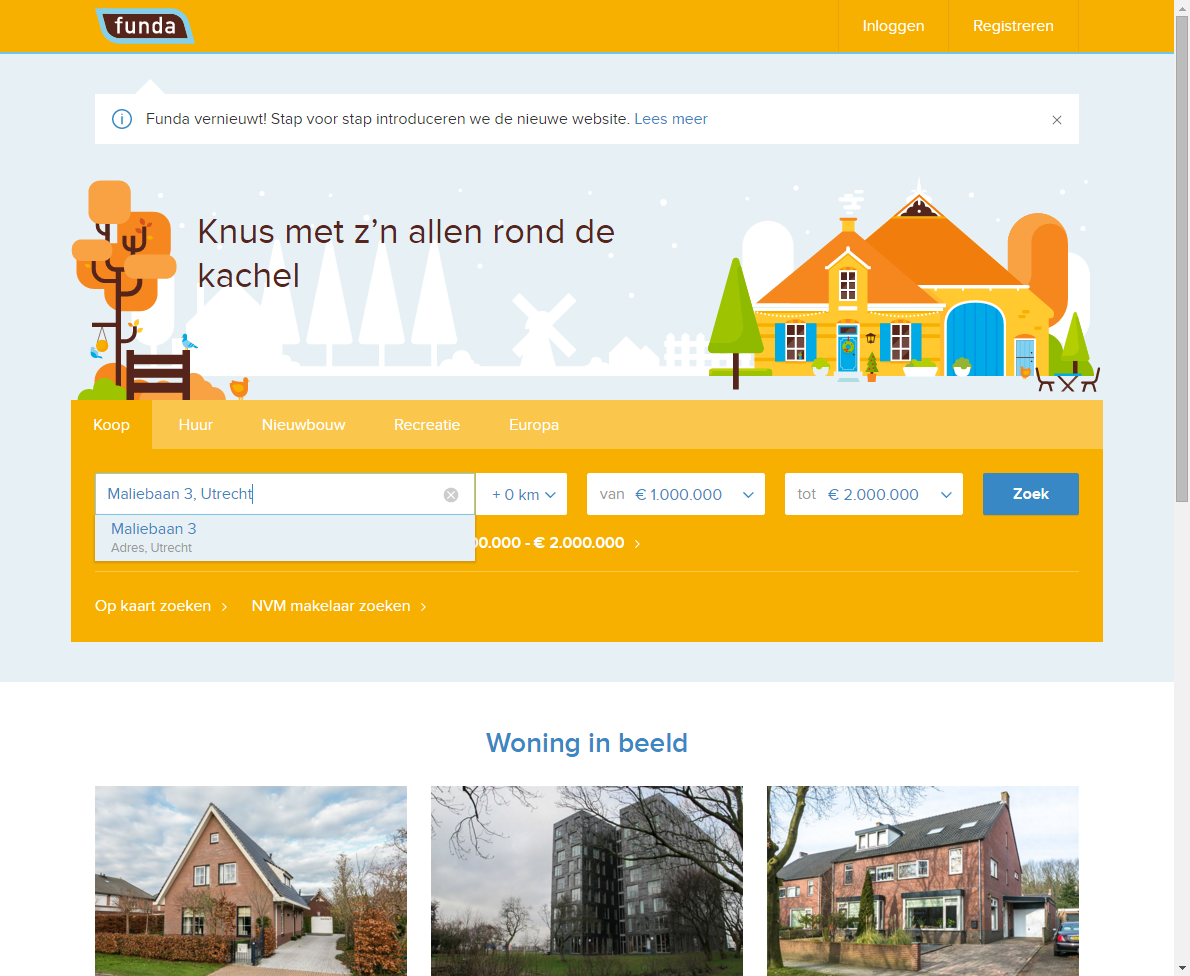 funda
Inloggen
Registreren
Funda vernieuwt! Stap voor stap introduceren we de nieuwe website. Lees meer
Knus met z’n allen rond de
kachel
Koop
Huur
Nieuwbouw
Recreatie
Europa
Maliebaan 3, Utrecht
+ 0 km
van € 1.000.000
tot € 2.000.000
Zoek
Maliebaan 3
Adres, Utrecht
00.000 - € 2.000.000
Op kaart zoeken
NVM makelaar zoeken
Woning in beeld